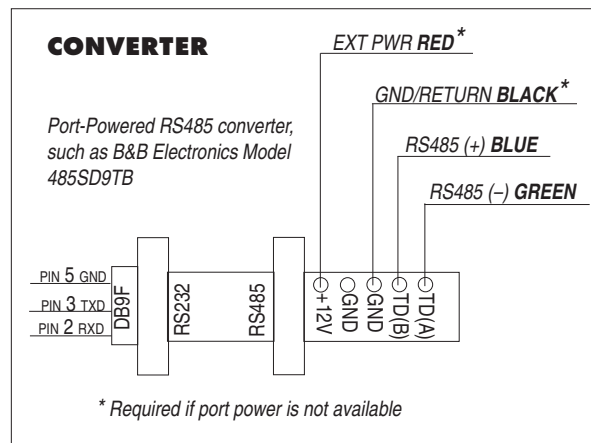 CONVERTER
EXT PWR RED*
GND/RETURN BLACK*
Port-Powered RS485 converter,
such as B&B Electronics Model
485SD9TB
RS485 (+) BLUE
RS485 (–) GREEN
PIN 5 GND
PIN 3 TXD
PIN 2 RXD
DB9F
RS232
RS485
+12V
GND
GND
TD(B)
TD(A)
* Required if port power is not available